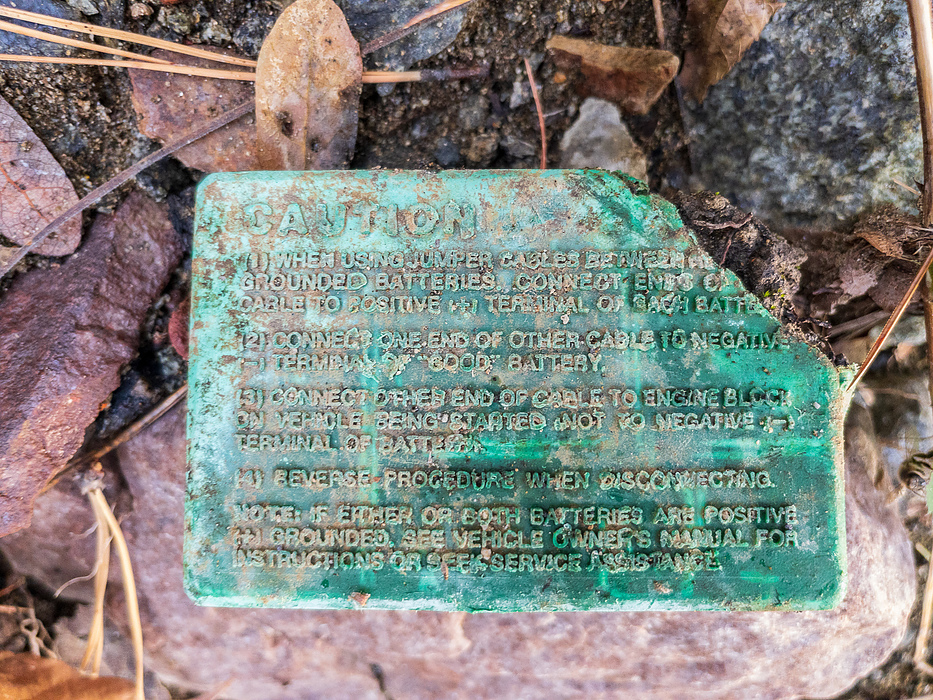 CAUTION
(1) WHEN USING JUMPER CABLES BETWEEN
GROUNDED BATTERIES, CONNECT ENDS
CABLE TO POSITIVE (+) TERMINAL OF EACH
(2) CONNECT ONE END OF OTHER CABLE TO NEGATIVE
(–) TERMINAL OF "GOOD" BATTERY.
(3) CONNECT OTHER END OF CABLE TO ENGINE BLOCK
ON VEHICLE BEING STARTED (NOT TO NEGATIVE (–)
TERMINAL OF BATTERY).
(4) REVERSE PROCEDURE WHEN DISCONNECTING.
NOTE: IF EITHER OR BOTH BATTERIES ARE POSITIVE
(+) GROUNDED, SEE VEHICLE OWNER'S MANUAL FOR
INSTRUCTIONS OR SEEK SERVICE ASSISTANCE.